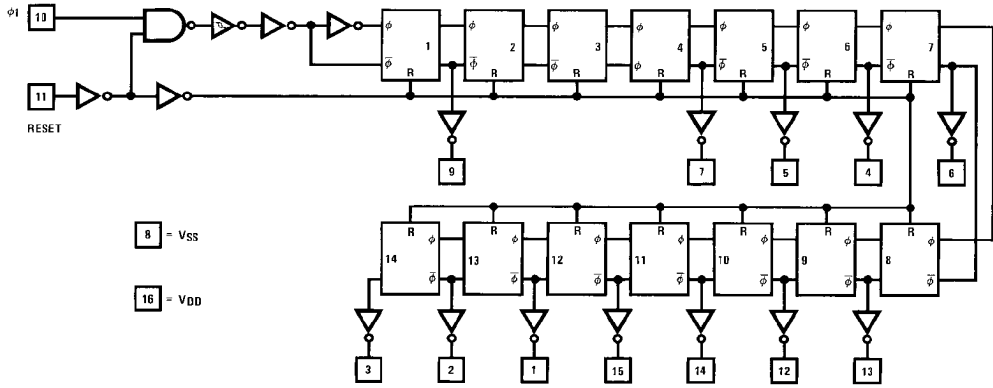 φ1 10
φ φ φ φ φ φ φ
1 2 3 4 5 6 7
φ̅ φ̅ φ̅ φ̅ φ̅ φ̅ φ̅
R R R R R R R
11
RESET
9 7 5 4 6
8 = VSS
R R R R R R R
φ φ φ φ φ φ φ
14 13 12 11 10 9 8
φ̅ φ̅ φ̅ φ̅ φ̅ φ̅ φ̅
16 = VDD
3 2 1 15 14 12 13